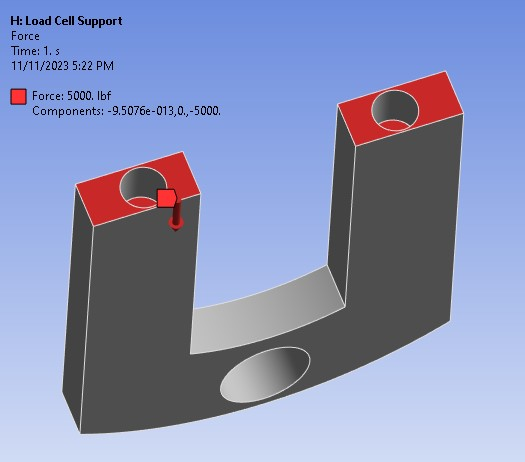 H: Load Cell Support
Force
Time: 1. s
11/11/2023 5:22 PM
Force: 5000. lbf
Components: -9.5076e-013,0.,-5000.